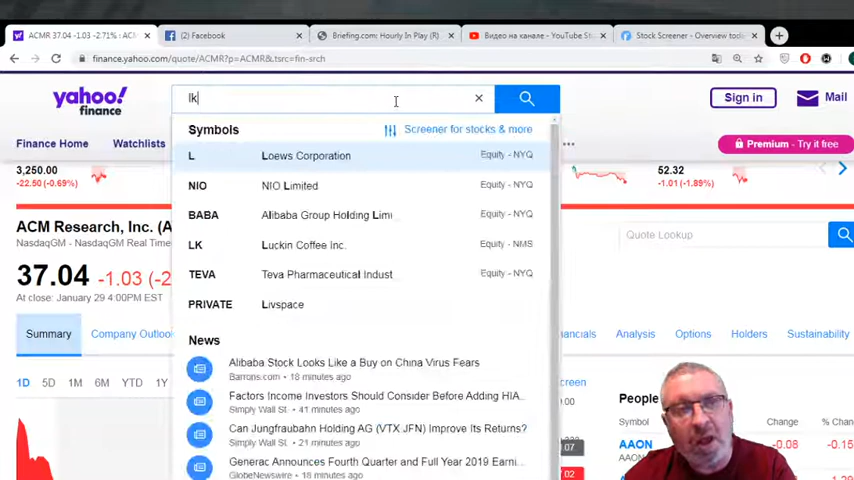 ACMR 37.04 -1.03 -2.71% : ACM
(2) Facebook
Briefing.com: Hourly In Play (R)
Видео на канале - YouTube St
Stock Screener - Overview todi
finance.yahoo.com/quote/ACMR?p=ACMR&.tsrc=fin-srch
yahoo!
finance
lk
Sign in
Mail
Finance Home
Watchlists
Premium - Try it free
Symbols
Screener for stocks & more
L Loews Corporation Equity - NYQ
NIO NIO Limited Equity - NYQ
BABA Alibaba Group Holding Limi Equity - NYQ
LK Luckin Coffee Inc. Equity - NMS
TEVA Teva Pharmaceutical Indust Equity - NYQ
PRIVATE Livspace
News
Alibaba Stock Looks Like a Buy on China Virus Fears
Barrons.com • 18 minutes ago
Factors Income Investors Should Consider Before Adding HIA...
Simply Wall St. • 41 minutes ago
Can Jungfraubahn Holding AG (VTX JFN) Improve Its Returns?
Simply Wall St. • 21 minutes ago
Generac Announces Fourth Quarter and Full Year 2019 Earni...
GlobeNewswire • 18 minutes ago
3,250.00
-22.50 (-0.69%)
52.32
-1.01 (-1.89%)
ACM Research, Inc. (A
NasdaqGM - NasdaqGM Real Time
Quote Lookup
37.04 -1.03 (-2
At close: January 29 4:00PM EST
Summary
Company Outloo
nancials
Analysis
Options
Holders
Sustainability
1D 5D 1M 6M YTD 1Y
creen
People
Symbol Change % Cha
AAON -0.08 -0.15